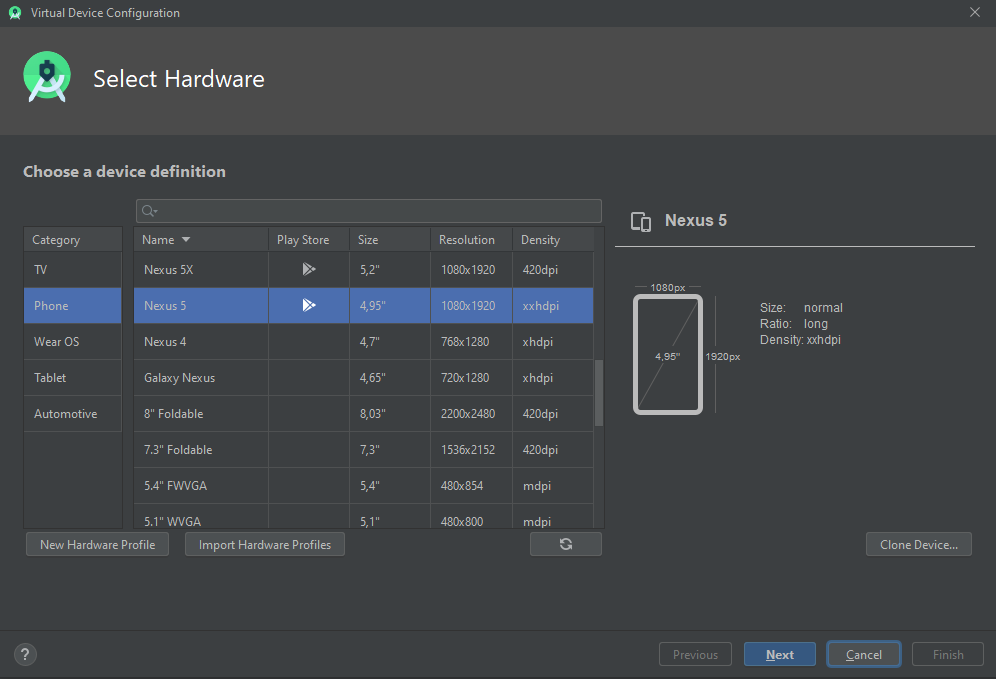 Virtual Device Configuration
Select Hardware
Choose a device definition
Category
TV
Phone
Wear OS
Tablet
Automotive
Name Play Store Size Resolution Density
Nexus 5X 5,2" 1080x1920 420dpi
Nexus 5 4,95" 1080x1920 xxhdpi
Nexus 4 4,7" 768x1280 xhdpi
Galaxy Nexus 4,65" 720x1280 xhdpi
8" Foldable 8,03" 2200x2480 420dpi
7.3" Foldable 7,3" 1536x2152 420dpi
5.4" FWVGA 5,4" 480x854 mdpi
5.1" WVGA 5,1" 480x800 mdpi
Nexus 5
1080px
4,95"
1920px
Size: normal
Ratio: long
Density: xxhdpi
New Hardware Profile Import Hardware Profiles Clone Device...
? Previous Next Cancel Finish